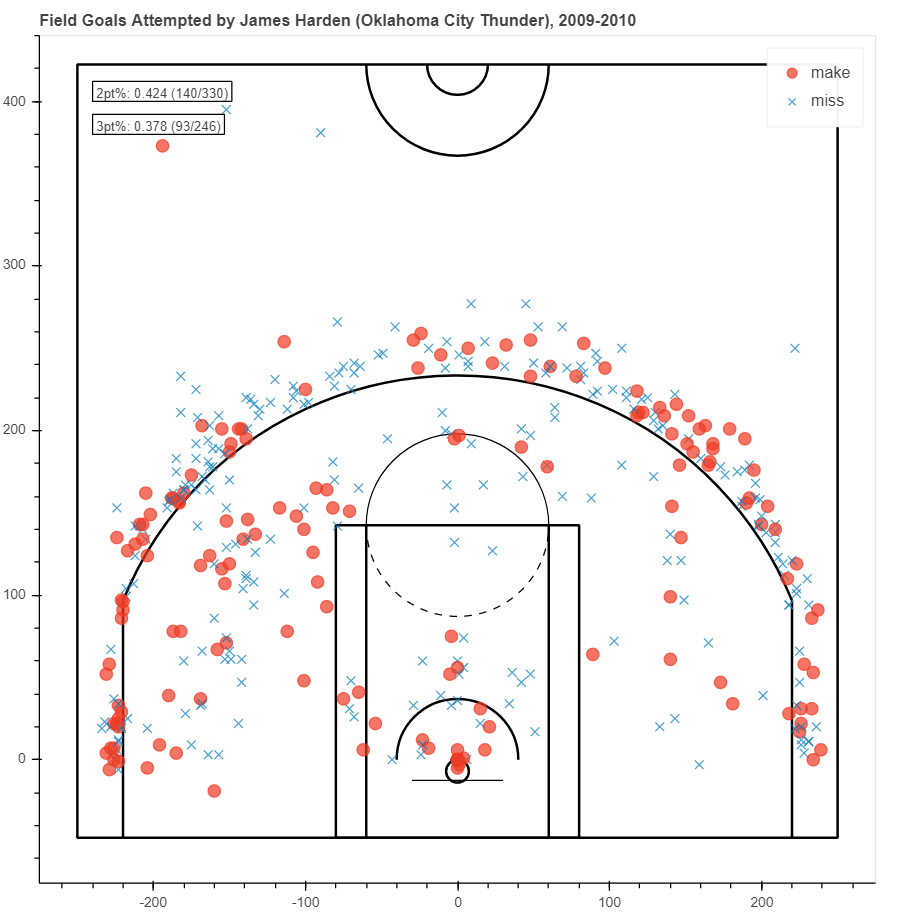 Field Goals Attempted by James Harden (Oklahoma City Thunder), 2009-2010
make
miss
2pt%: 0.424 (140/330)
3pt%: 0.378 (93/246)
400
300
200
100
0
-200
-100
0
100
200